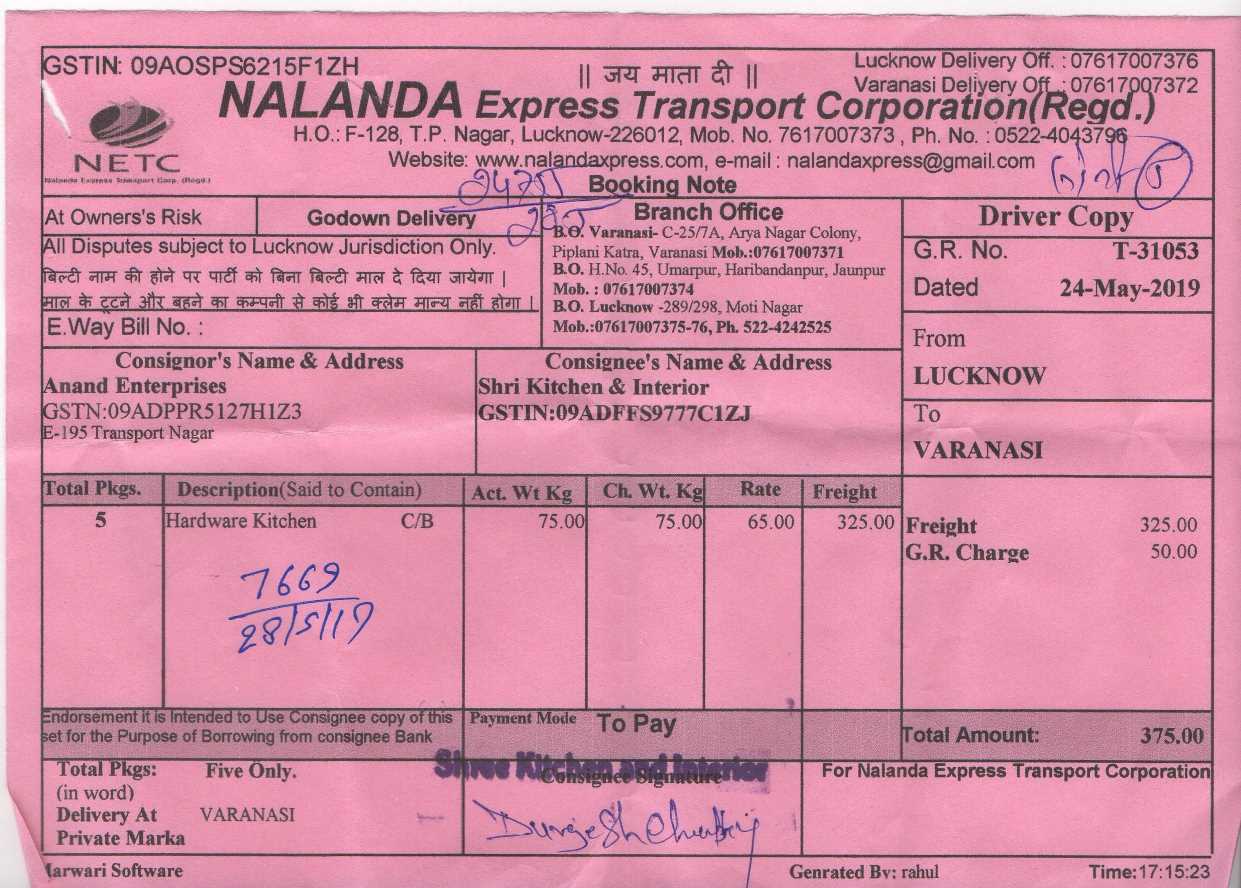 GSTIN: 09AOSPS6215F1ZH
|| जय माता दी ||
Lucknow Delivery Off. : 07617007376
Varanasi Delivery Off. : 07617007372
NALANDA Express Transport Corporation(Regd.)
H.O.: F-128, T.P. Nagar, Lucknow-226012, Mob. No. 7617007373 , Ph. No. : 0522-4043796
Website: www.nalandaxpress.com, e-mail : nalandaxpress@gmail.com
NETC
Nalanda Express Transport Corp. (Regd.)
Booking Note
At Owners's Risk
Godown Delivery
All Disputes subject to Lucknow Jurisdiction Only.
बिल्टी नाम की होने पर पार्टी को बिना बिल्टी माल दे दिया जायेगा |
माल के टूटने और बहने का कम्पनी से कोई भी क्लेम मान्य नहीं होगा |
E.Way Bill No. :
Branch Office
B.O. Varanasi- C-25/7A, Arya Nagar Colony,
Piplani Katra, Varanasi Mob.:07617007371
B.O. H.No. 45, Umarpur, Haribandanpur, Jaunpur
Mob. : 07617007374
B.O. Lucknow -289/298, Moti Nagar
Mob.:07617007375-76, Ph. 522-4242525
Driver Copy
G.R. No. T-31053
Dated 24-May-2019
From
LUCKNOW
To
VARANASI
Consignor's Name & Address
Anand Enterprises
GSTN:09ADPPR5127H1Z3
E-195 Transport Nagar
Consignee's Name & Address
Shri Kitchen & Interior
GSTIN:09ADFFS9777C1ZJ
Total Pkgs. Description(Said to Contain) Act. Wt Kg Ch. Wt. Kg Rate Freight
5 Hardware Kitchen C/B 75.00 75.00 65.00 325.00
Freight 325.00
G.R. Charge 50.00
7669
28/5/19
Endorsement it is Intended to Use Consignee copy of this
set for the Purpose of Borrowing from consignee Bank
Payment Mode To Pay
Total Amount: 375.00
Total Pkgs: Five Only.
(in word)
Delivery At VARANASI
Private Marka
Shree Kitchen and Interior
Consignee Signature
For Nalanda Express Transport Corporation
Marwari Software
Genrated By: rahul
Time:17:15:23